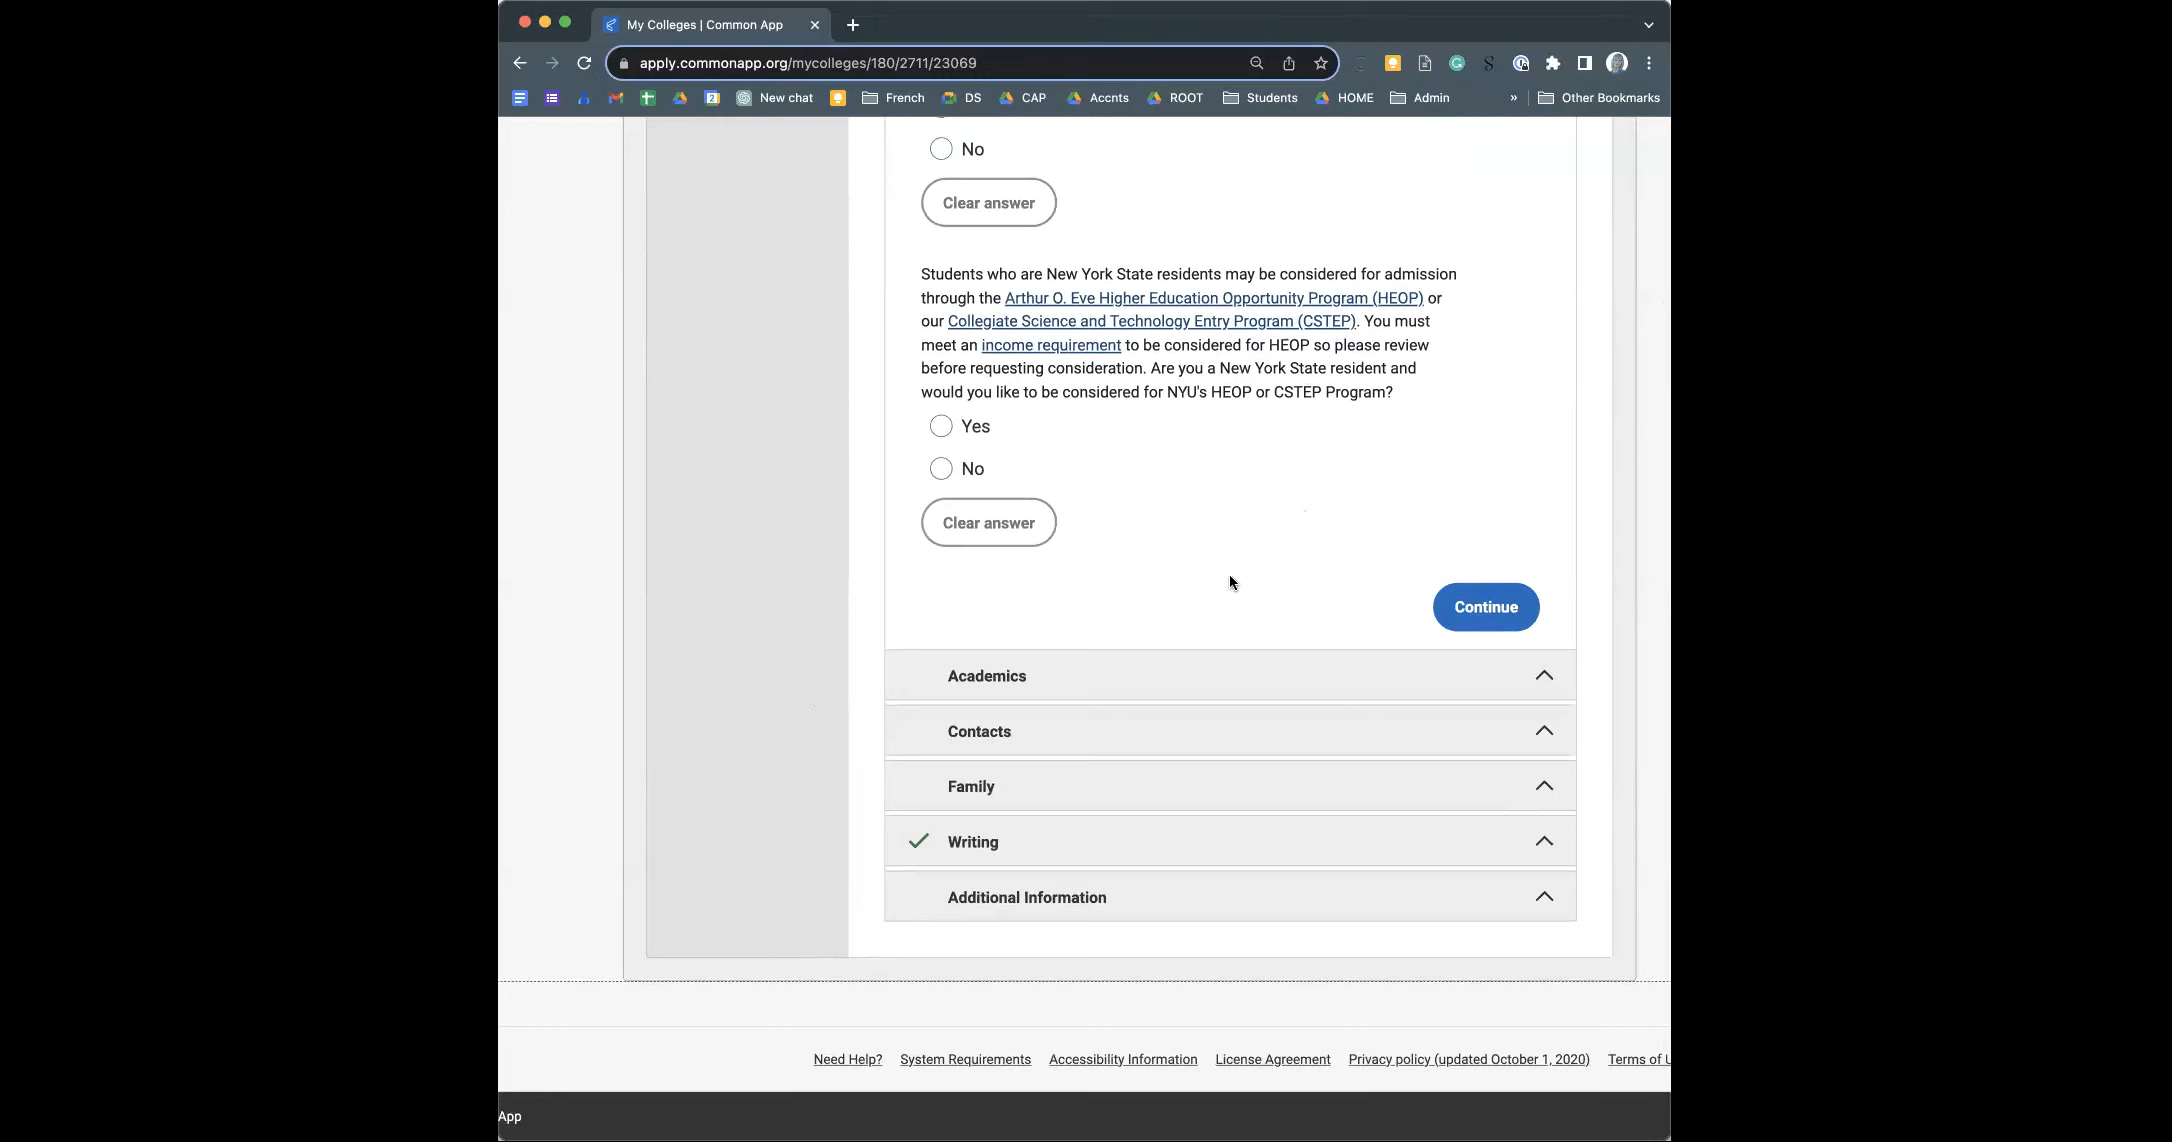 My Colleges | Common App
apply.commonapp.org/mycolleges/180/2711/23069
New chat French DS CAP Accnts ROOT Students HOME Admin » Other Bookmarks
No
Clear answer
Students who are New York State residents may be considered for admission
through the Arthur O. Eve Higher Education Opportunity Program (HEOP) or
our Collegiate Science and Technology Entry Program (CSTEP). You must
meet an income requirement to be considered for HEOP so please review
before requesting consideration. Are you a New York State resident and
would you like to be considered for NYU's HEOP or CSTEP Program?
Yes
No
Clear answer
Continue
Academics
Contacts
Family
Writing
Additional Information
Need Help? System Requirements Accessibility Information License Agreement Privacy policy (updated October 1, 2020) Terms of
App